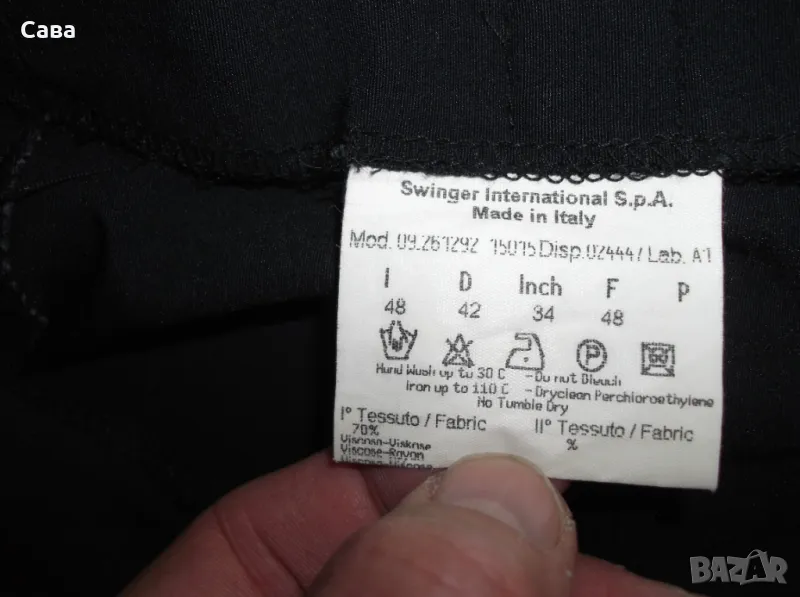 Сава
Swinger International S.p.A.
Made in Italy
Mod. 09.261292 15015 Disp.02444/ Lab. A1
I D Inch F P
48 42 34 48
P
Hand Wash up to 30 C - Do not Bleach
Iron up to 110 C - Dryclean Perchloroethylene
No Tumble Dry
I° Tessuto / Fabric II° Tessuto / Fabric
70% %
Viscosa-Viskose
Viscose-Rayon
BAZAR